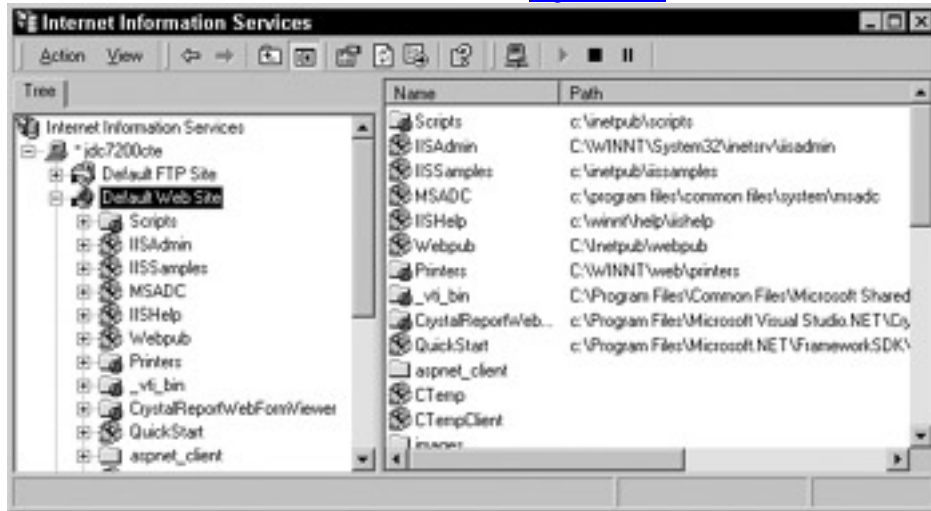 Internet Information Services
Action View
Tree
Internet Information Services
* jdc7200cte
Default FTP Site
Default Web Site
Scripts
IISAdmin
IISSamples
MSADC
IISHelp
Webpub
Printers
_vti_bin
CrystalReportWebFormViewer
QuickStart
aspnet_client
Name Path
Scripts c:\inetpub\scripts
IISAdmin C:\WINNT\System32\inetsrv\iisadmin
IISSamples c:\inetpub\iissamples
MSADC c:\program files\common files\system\msadc
IISHelp c:\winnt\help\iishelp
Webpub C:\Inetpub\webpub
Printers C:\WINNT\web\printers
_vti_bin C:\Program Files\Common Files\Microsoft Shared
CrystalReportWeb... c:\Program Files\Microsoft Visual Studio.NET\Cry
QuickStart c:\Program Files\Microsoft.NET\FrameworkSDK\
aspnet_client
CTemp
CTempClient
images